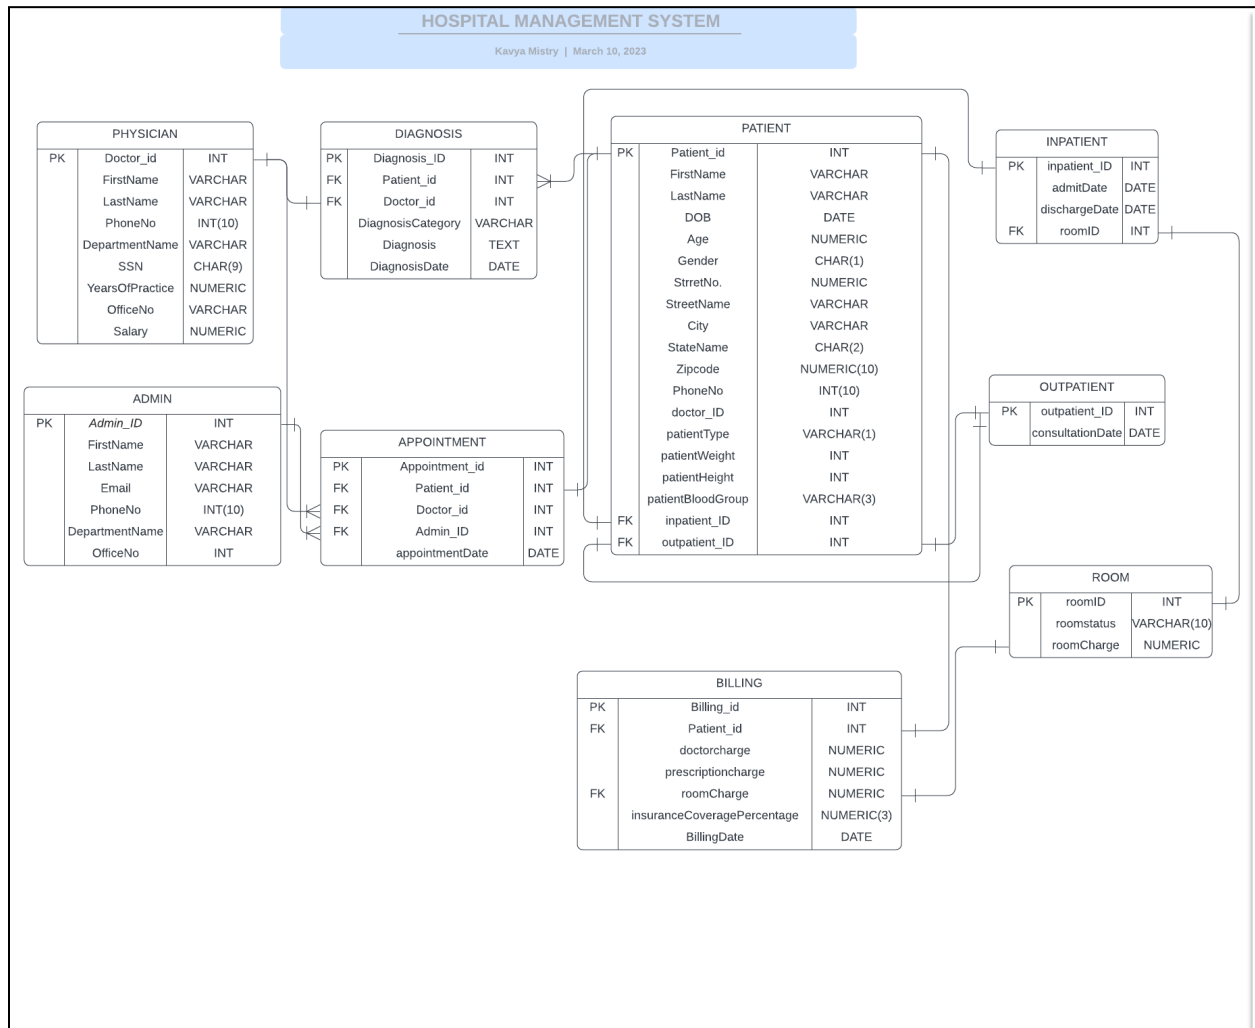 HOSPITAL MANAGEMENT SYSTEM
Kavya Mistry | March 10, 2023
PHYSICIAN
PK Doctor_id INT
FirstName VARCHAR
LastName VARCHAR
PhoneNo INT(10)
DepartmentName VARCHAR
SSN CHAR(9)
YearsOfPractice NUMERIC
OfficeNo VARCHAR
Salary NUMERIC
DIAGNOSIS
PK Diagnosis_ID INT
FK Patient_id INT
FK Doctor_id INT
DiagnosisCategory VARCHAR
Diagnosis TEXT
DiagnosisDate DATE
PATIENT
PK Patient_id INT
FirstName VARCHAR
LastName VARCHAR
DOB DATE
Age NUMERIC
Gender CHAR(1)
StrretNo. NUMERIC
StreetName VARCHAR
City VARCHAR
StateName CHAR(2)
Zipcode NUMERIC(10)
PhoneNo INT(10)
doctor_ID INT
patientType VARCHAR(1)
patientWeight INT
patientHeight INT
patientBloodGroup VARCHAR(3)
FK inpatient_ID INT
FK outpatient_ID INT
INPATIENT
PK inpatient_ID INT
admitDate DATE
dischargeDate DATE
FK roomID INT
ADMIN
PK Admin_ID INT
FirstName VARCHAR
LastName VARCHAR
Email VARCHAR
PhoneNo INT(10)
DepartmentName VARCHAR
OfficeNo INT
APPOINTMENT
PK Appointment_id INT
FK Patient_id INT
FK Doctor_id INT
FK Admin_ID INT
appointmentDate DATE
OUTPATIENT
PK outpatient_ID INT
consultationDate DATE
ROOM
PK roomID INT
roomstatus VARCHAR(10)
roomCharge NUMERIC
BILLING
PK Billing_id INT
FK Patient_id INT
doctorcharge NUMERIC
prescriptioncharge NUMERIC
FK roomCharge NUMERIC
insuranceCoveragePercentage NUMERIC(3)
BillingDate DATE